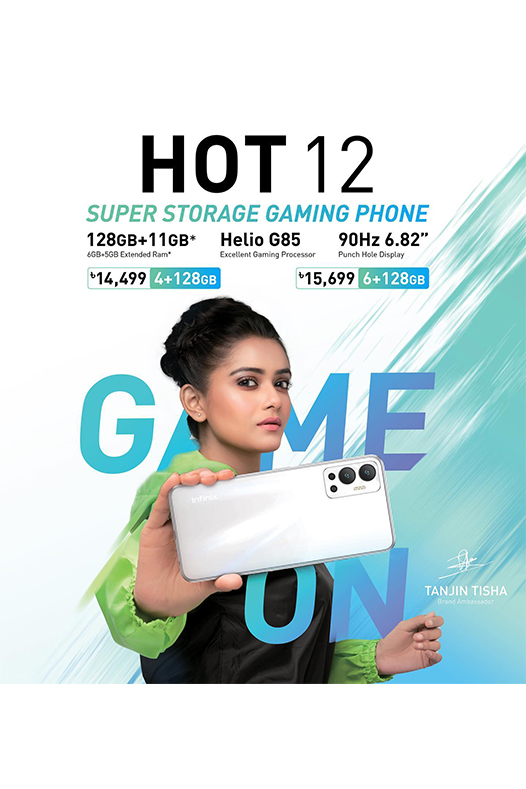 HOT 12
SUPER STORAGE GAMING PHONE
128GB+11GB* Helio G85 90Hz 6.82”
6GB+5GB Extended Ram* Excellent Gaming Processor Punch Hole Display
৳14,499 4+128GB ৳15,699 6+128GB
GAME
Infinix
ON
TANJIN TISHA
Brand Ambassador